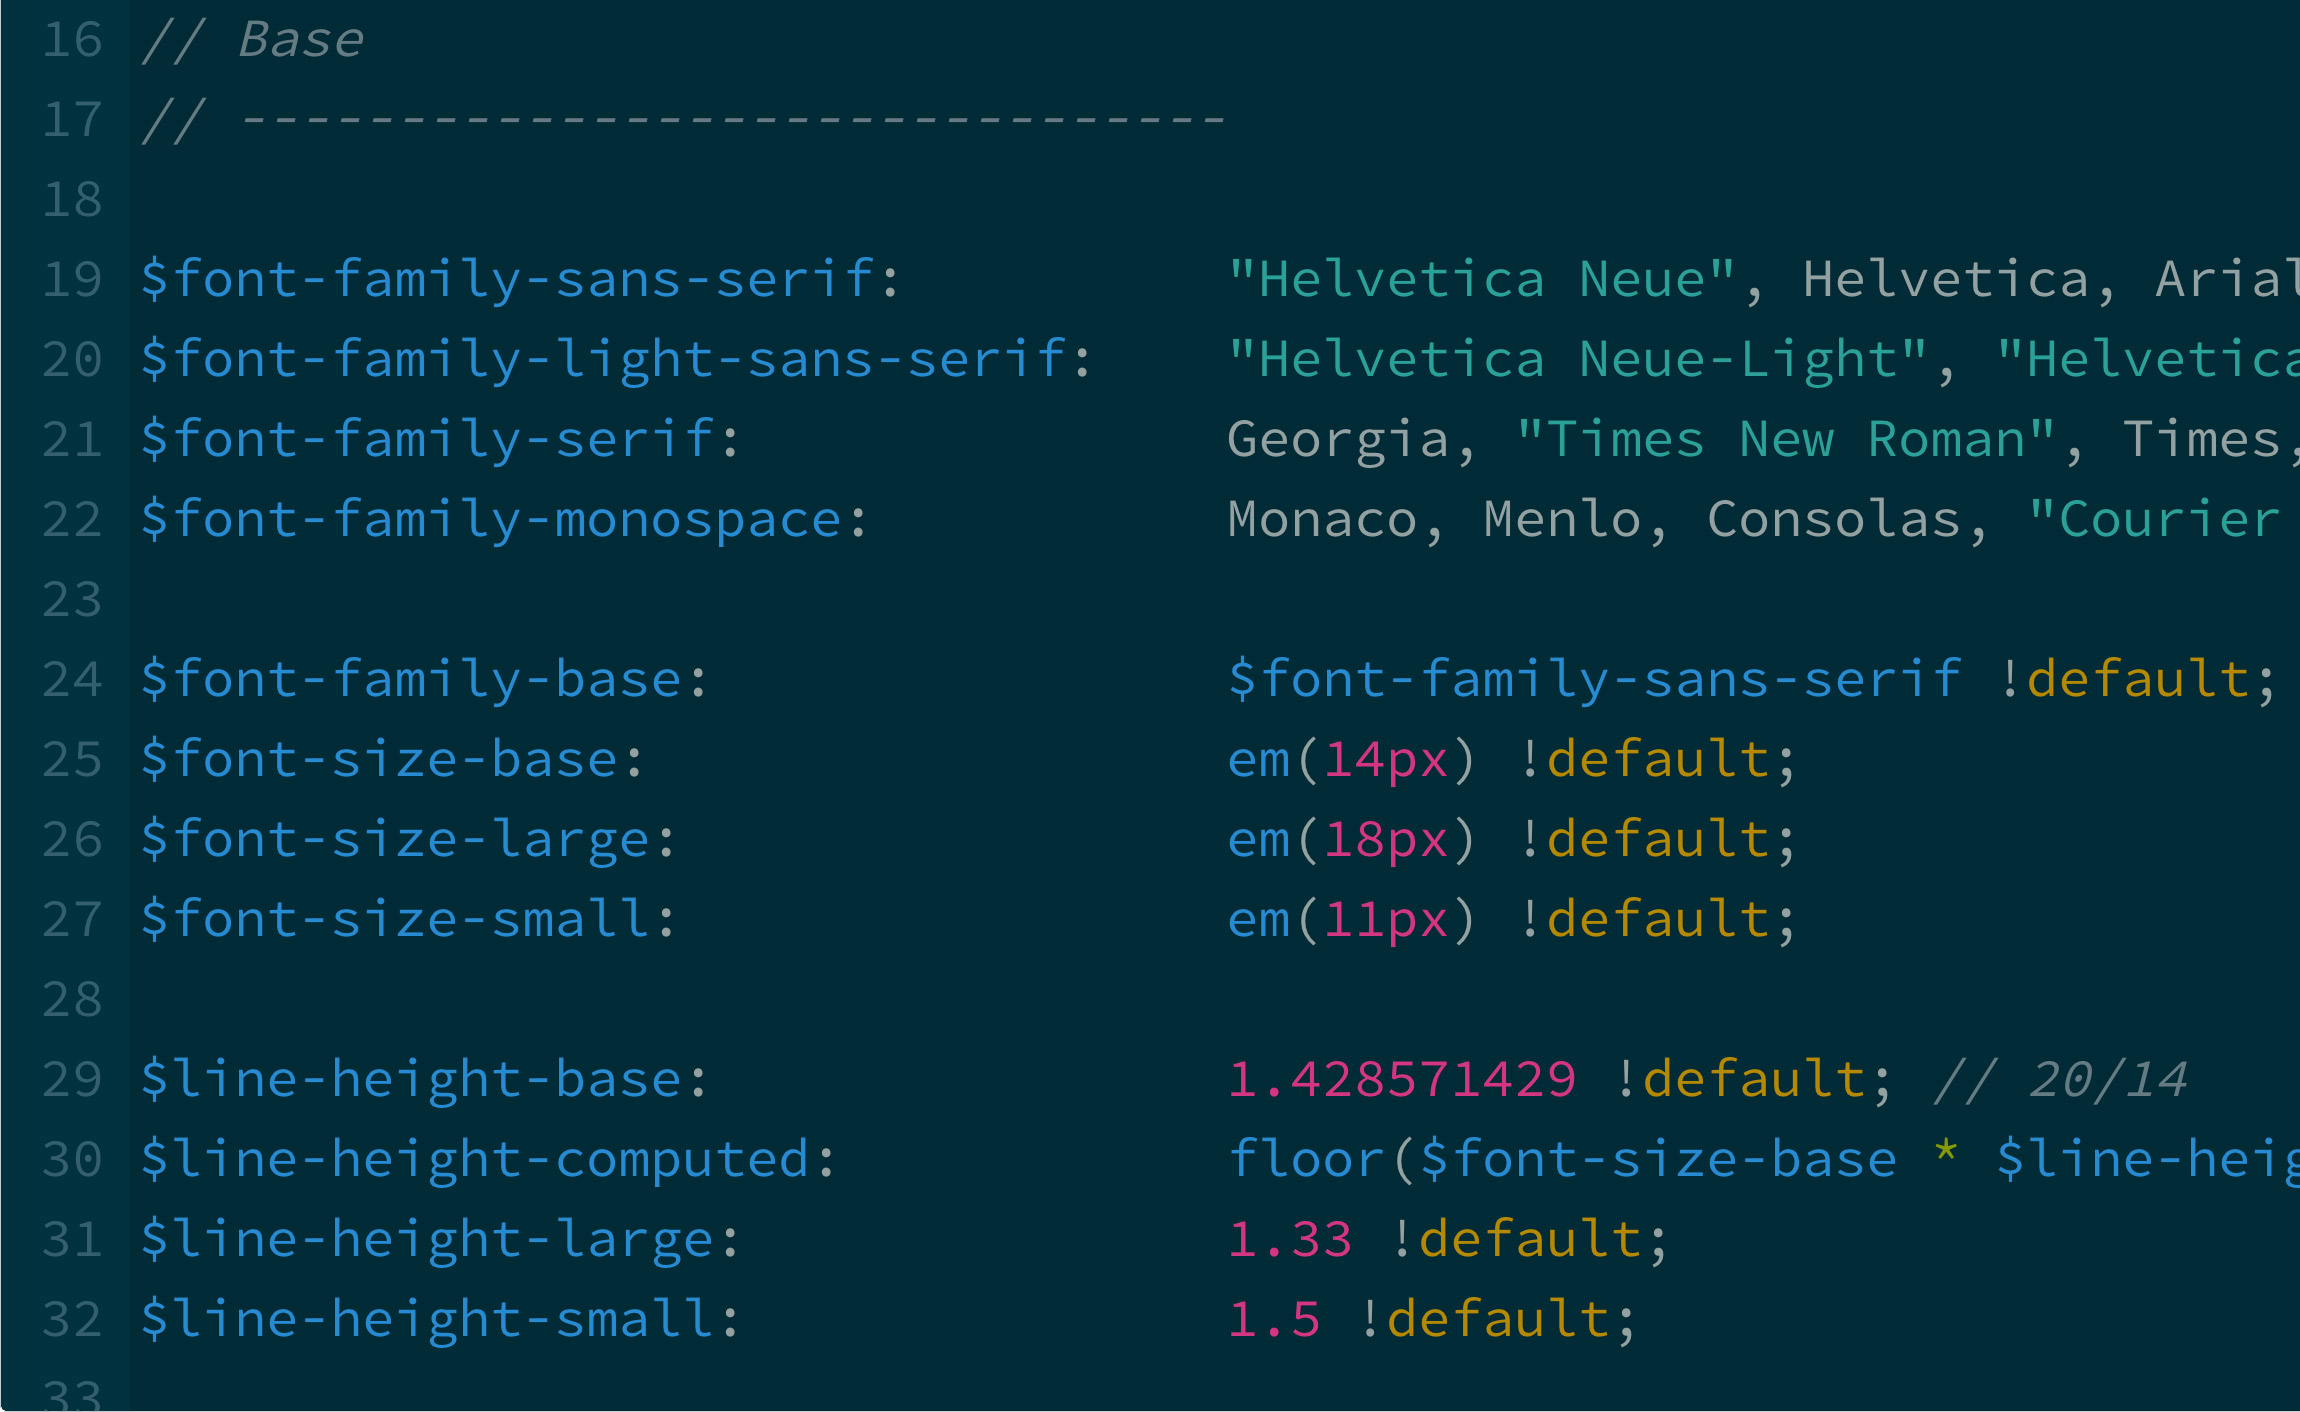 16 // Base
17 // -------------------------------
18
19 $font-family-sans-serif: "Helvetica Neue", Helvetica, Arial
20 $font-family-light-sans-serif: "Helvetica Neue-Light", "Helvetica
21 $font-family-serif: Georgia, "Times New Roman", Times,
22 $font-family-monospace: Monaco, Menlo, Consolas, "Courier
23
24 $font-family-base: $font-family-sans-serif !default;
25 $font-size-base: em(14px) !default;
26 $font-size-large: em(18px) !default;
27 $font-size-small: em(11px) !default;
28
29 $line-height-base: 1.428571429 !default; // 20/14
30 $line-height-computed: floor($font-size-base * $line-heig
31 $line-height-large: 1.33 !default;
32 $line-height-small: 1.5 !default;
33